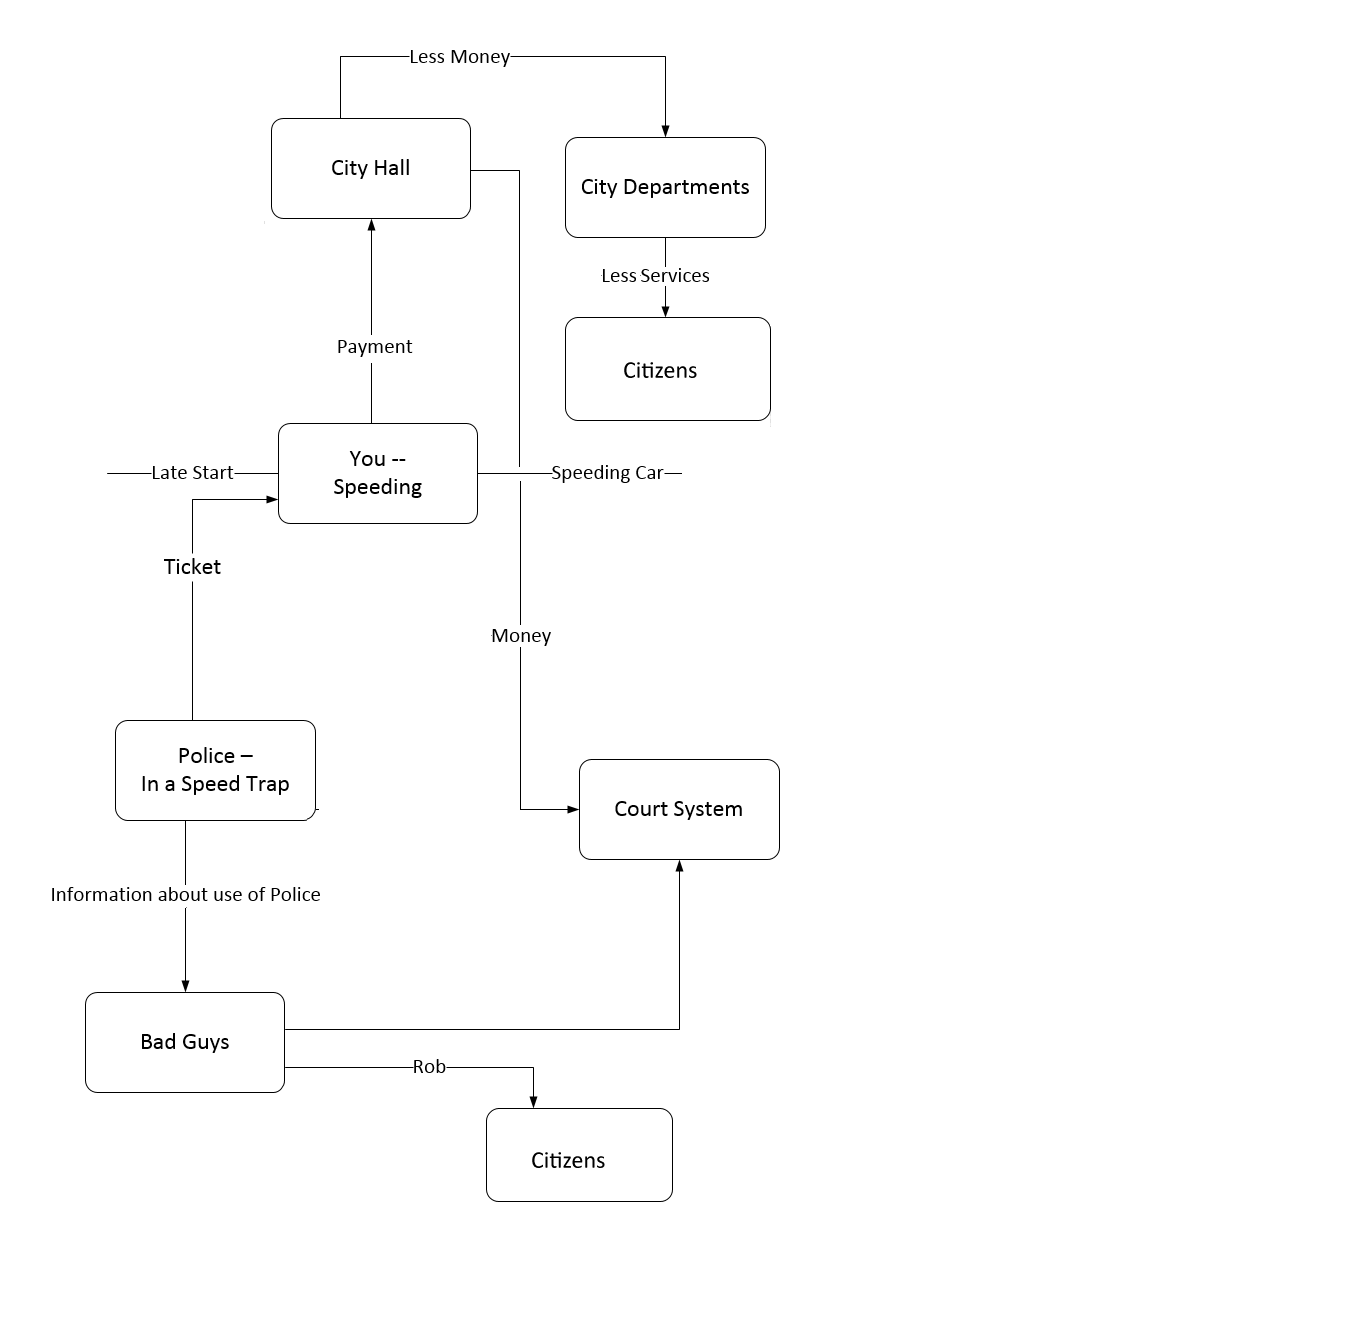 Less Money
City Hall
City Departments
Less Services
Payment
Citizens
You --
Speeding
Late Start
Speeding Car
Ticket
Money
Police –
In a Speed Trap
Court System
Information about use of Police
Bad Guys
Rob
Citizens